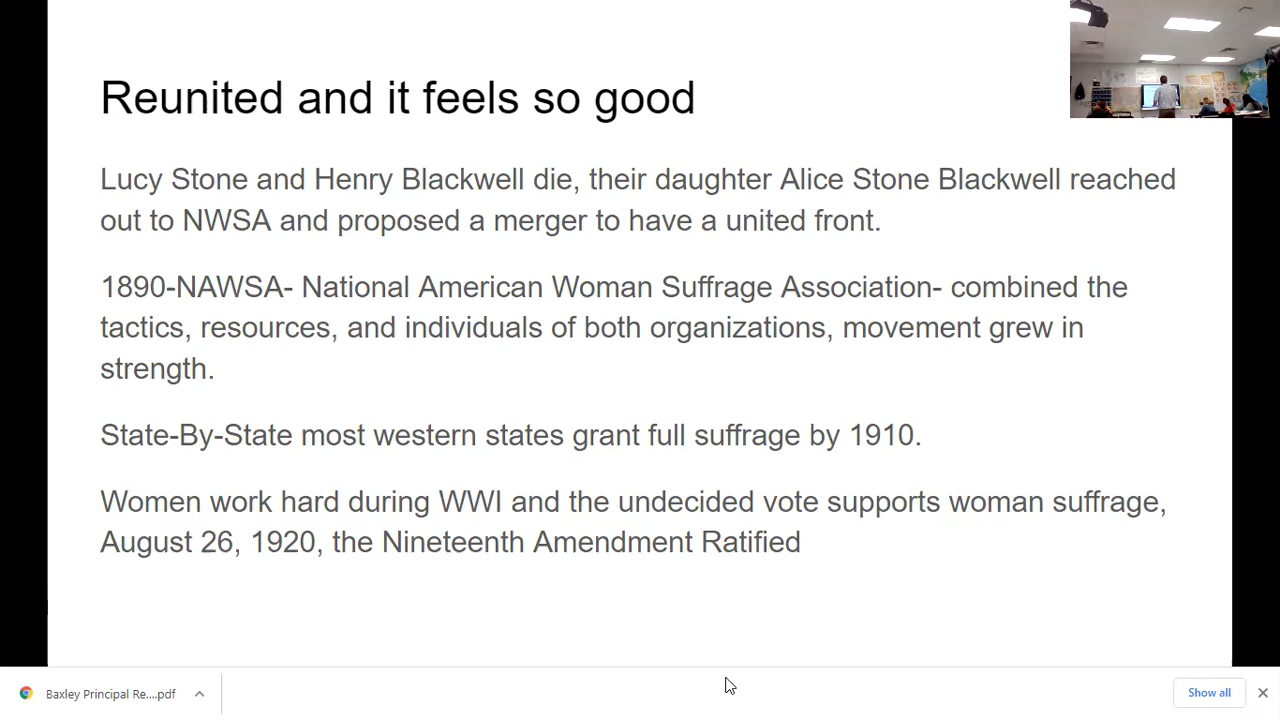 Reunited and it feels so good
Lucy Stone and Henry Blackwell die, their daughter Alice Stone Blackwell reached
out to NWSA and proposed a merger to have a united front.
1890-NAWSA- National American Woman Suffrage Association- combined the
tactics, resources, and individuals of both organizations, movement grew in
strength.
State-By-State most western states grant full suffrage by 1910.
Women work hard during WWI and the undecided vote supports woman suffrage,
August 26, 1920, the Nineteenth Amendment Ratified
Baxley Principal Re....pdf
Show all